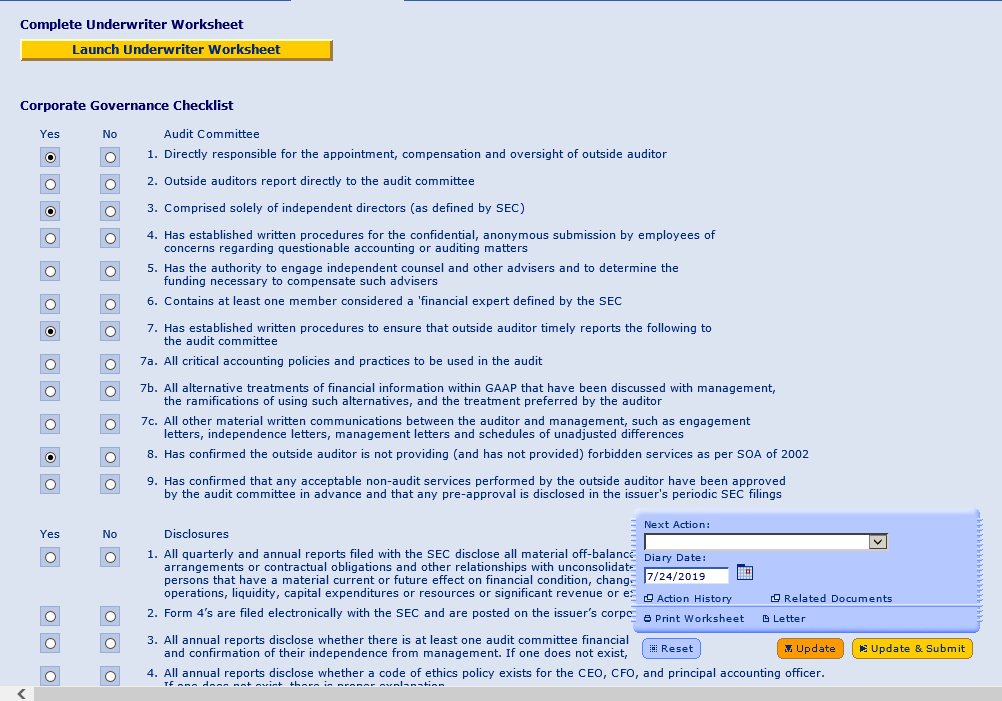 Complete Underwriter Worksheet
Launch Underwriter Worksheet
Corporate Governance Checklist
Yes No Audit Committee
1. Directly responsible for the appointment, compensation and oversight of outside auditor
2. Outside auditors report directly to the audit committee
3. Comprised solely of independent directors (as defined by SEC)
4. Has established written procedures for the confidential, anonymous submission by employees of
concerns regarding questionable accounting or auditing matters
5. Has the authority to engage independent counsel and other advisers and to determine the
funding necessary to compensate such advisers
6. Contains at least one member considered a 'financial expert defined by the SEC
7. Has established written procedures to ensure that outside auditor timely reports the following to
the audit committee
7a. All critical accounting policies and practices to be used in the audit
7b. All alternative treatments of financial information within GAAP that have been discussed with management,
the ramifications of using such alternatives, and the treatment preferred by the auditor
7c. All other material written communications between the auditor and management, such as engagement
letters, independence letters, management letters and schedules of unadjusted differences
8. Has confirmed the outside auditor is not providing (and has not provided) forbidden services as per SOA of 2002
9. Has confirmed that any acceptable non-audit services performed by the outside auditor have been approved
by the audit committee in advance and that any pre-approval is disclosed in the issuer's periodic SEC filings
Yes No Disclosures
1. All quarterly and annual reports filed with the SEC disclose all material off-balance
arrangements or contractual obligations and other relationships with unconsolidat
persons that have a material current or future effect on financial condition, chang
operations, liquidity, capital expenditures or resources or significant revenue or e
2. Form 4's are filed electronically with the SEC and are posted on the issuer's corpo
3. All annual reports disclose whether there is at least one audit committee financial
and confirmation of their independence from management. If one does not exist,
4. All annual reports disclose whether a code of ethics policy exists for the CEO, CFO, and principal accounting officer.
If one does not exist, there is proper explanation
Next Action:
Diary Date:
7/24/2019
Action History Related Documents
Print Worksheet Letter
Reset Update Update & Submit